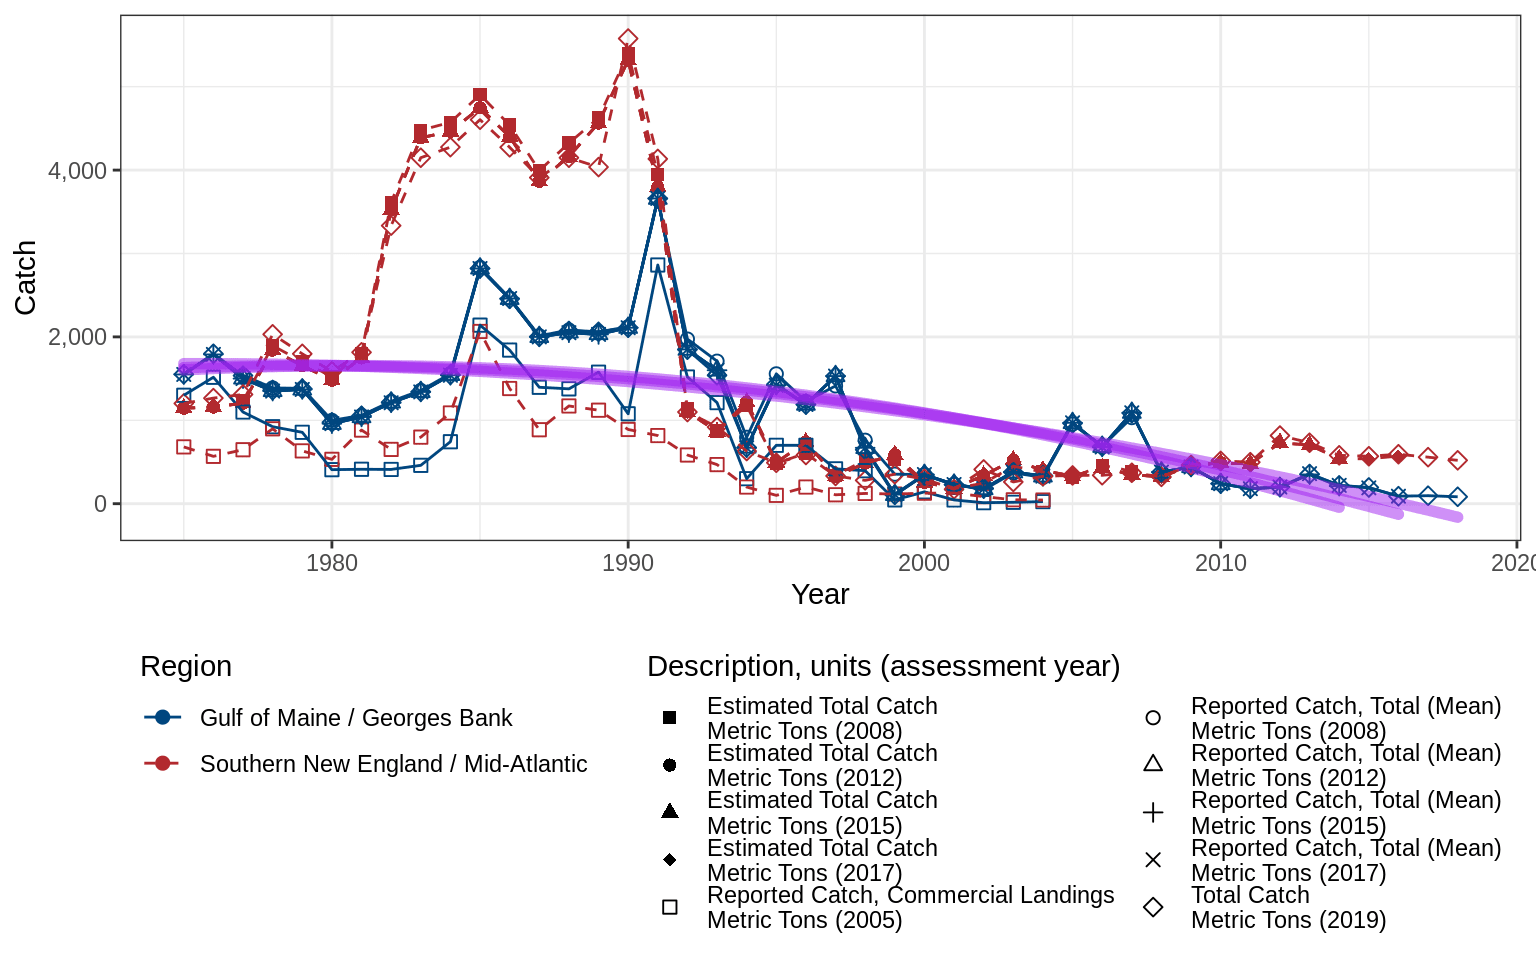 4,000
2,000
0
Catch
1980
1990
2000
2010
2020
Year
Region
Gulf of Maine / Georges Bank
Southern New England / Mid-Atlantic
Description, units (assessment year)
Estimated Total Catch
Metric Tons (2008)
Estimated Total Catch
Metric Tons (2012)
Estimated Total Catch
Metric Tons (2015)
Estimated Total Catch
Metric Tons (2017)
Reported Catch, Commercial Landings
Metric Tons (2005)
Reported Catch, Total (Mean)
Metric Tons (2008)
Reported Catch, Total (Mean)
Metric Tons (2012)
Reported Catch, Total (Mean)
Metric Tons (2015)
Reported Catch, Total (Mean)
Metric Tons (2017)
Total Catch
Metric Tons (2019)